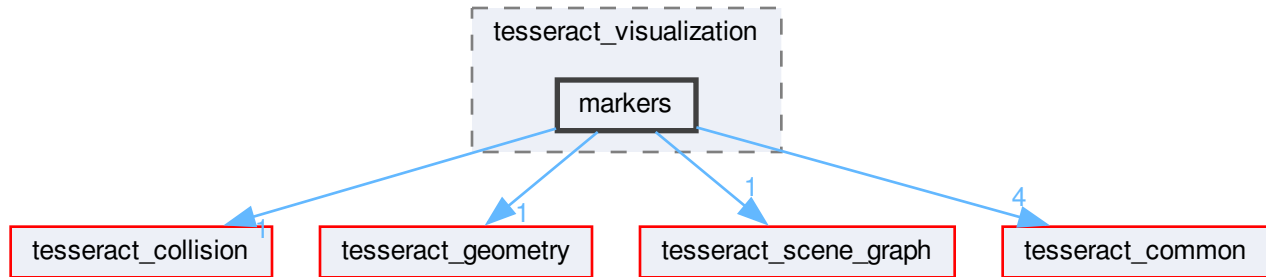 tesseract_visualization
markers
1
1
1
4
tesseract_collision
tesseract_geometry
tesseract_scene_graph
tesseract_common